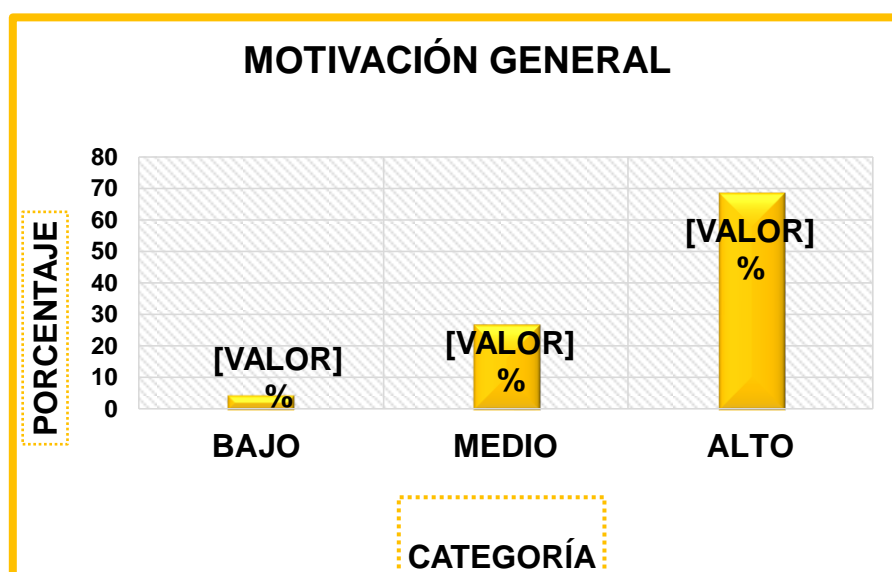 MOTIVACIÓN GENERAL
80
70
60
50
40
30
20
10
0
PORCENTAJE
[VALOR]
%
[VALOR]
%
[VALOR]
%
BAJO
MEDIO
ALTO
CATEGORÍA